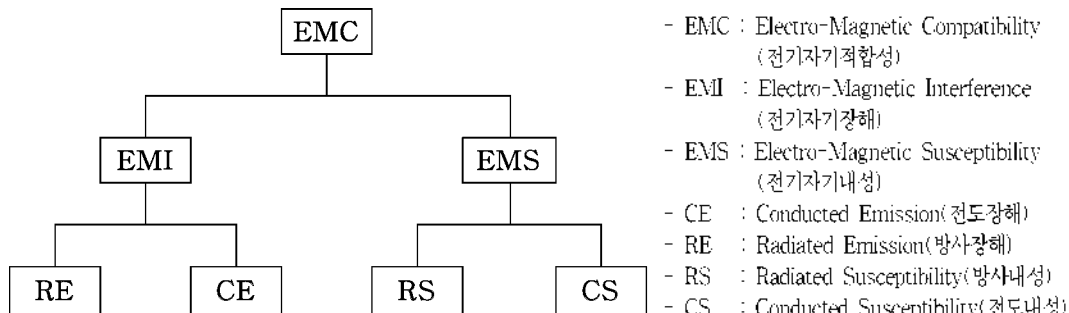 EMC
EMI
EMS
RE
CE
RS
CS
- EMC : Electro-Magnetic Compatibility
(전기자기적합성)
- EMI : Electro-Magnetic Interference
(전기자기장해)
- EMS : Electro-Magnetic Susceptibility
(전기자기내성)
- CE : Conducted Emission(전도장해)
- RE : Radiated Emission(방사장해)
- RS : Radiated Susceptibility(방사내성)
- CS : Conducted Susceptibility(전도내성)